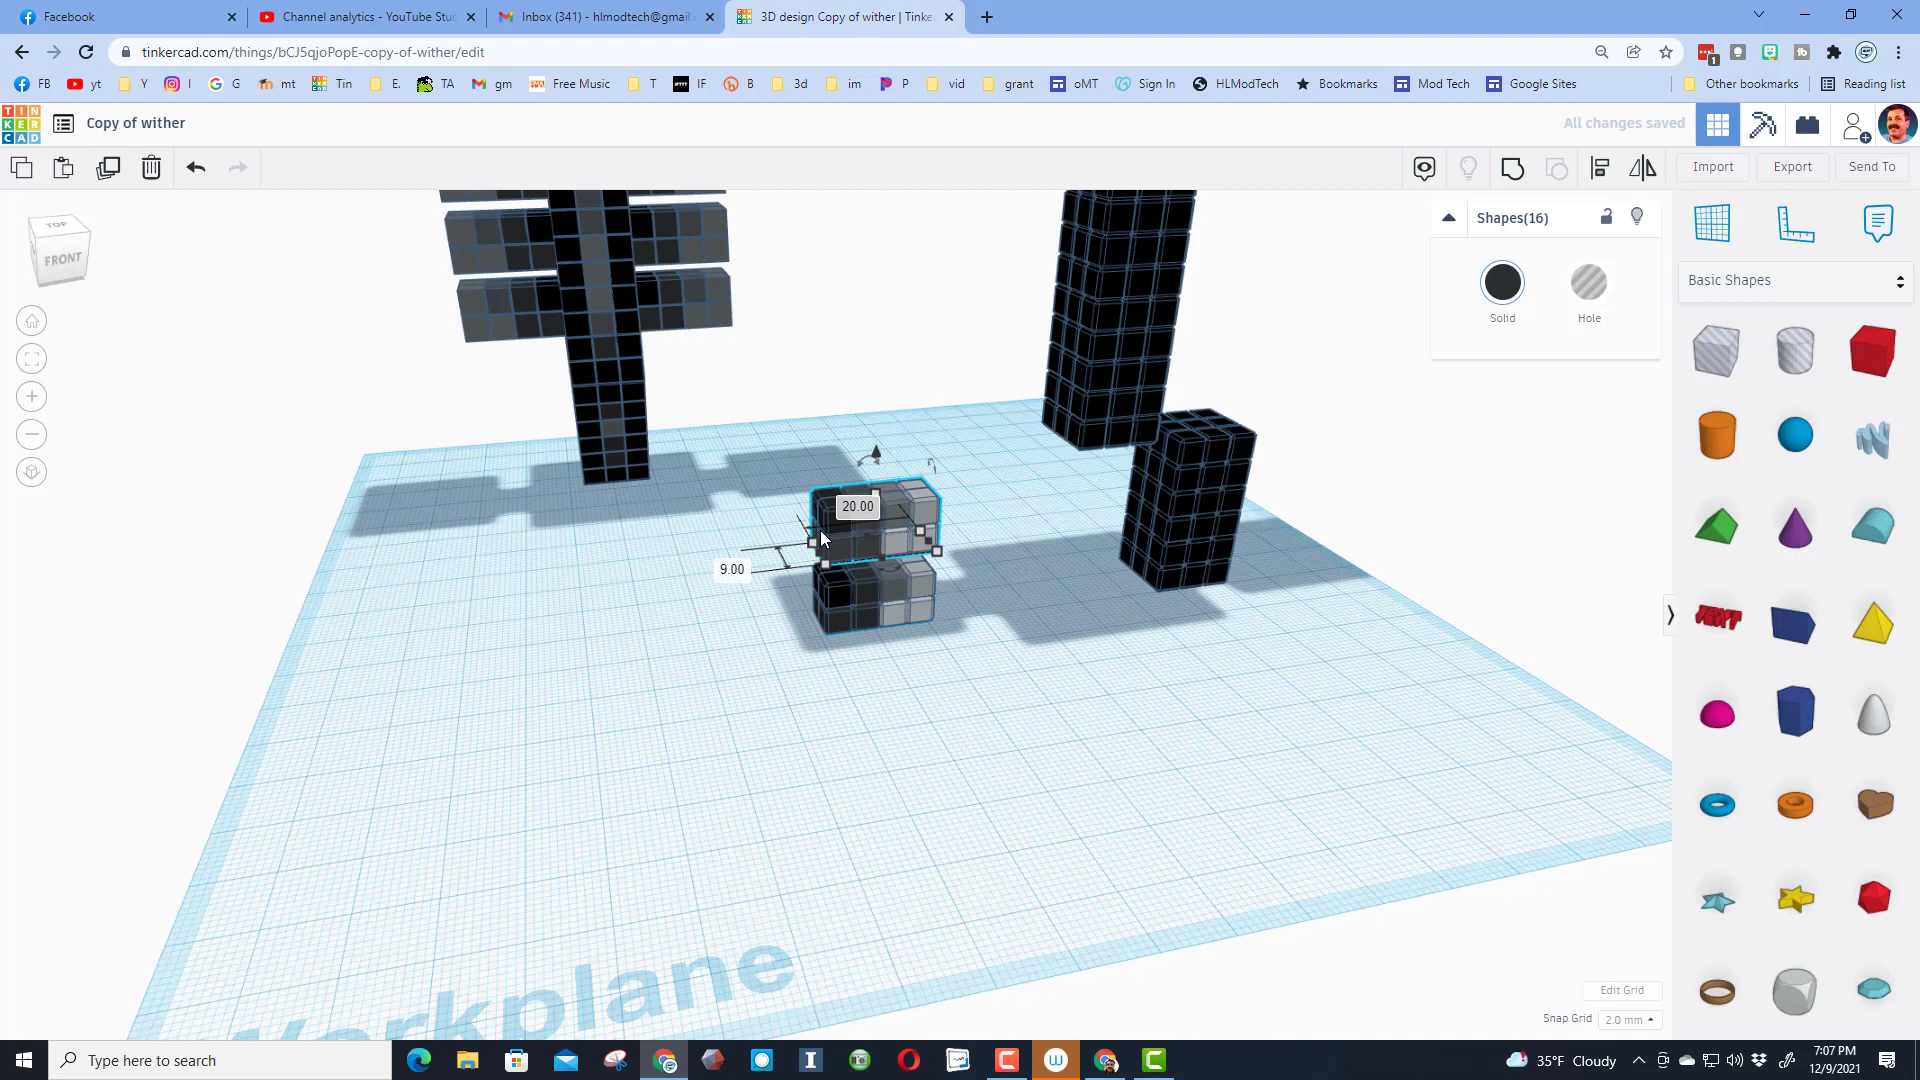 Facebook
Channel analytics - YouTube Stu
Inbox (341) - hlmodtech@gmail.
3D design Copy of wither | Tinke
tinkercad.com/things/bCJ5qjoPopE-copy-of-wither/edit
FB
yt
Y
I
G
mt
Tin
E.
TA
gm
Free Music
T
IF
B
3d
im
P
vid
grant
oMT
Sign In
HLModTech
Bookmarks
Mod Tech
Google Sites
Other bookmarks
Reading list
TIN
KER
CAD
Copy of wither
All changes saved
Import
Export
Send To
TOP
FRONT
Shapes(16)
Solid
Hole
Basic Shapes
20.00
9.00
TEXT
Workplane
Edit Grid
Snap Grid
2.0 mm
Type here to search
35°F Cloudy
7:07 PM
12/9/2021